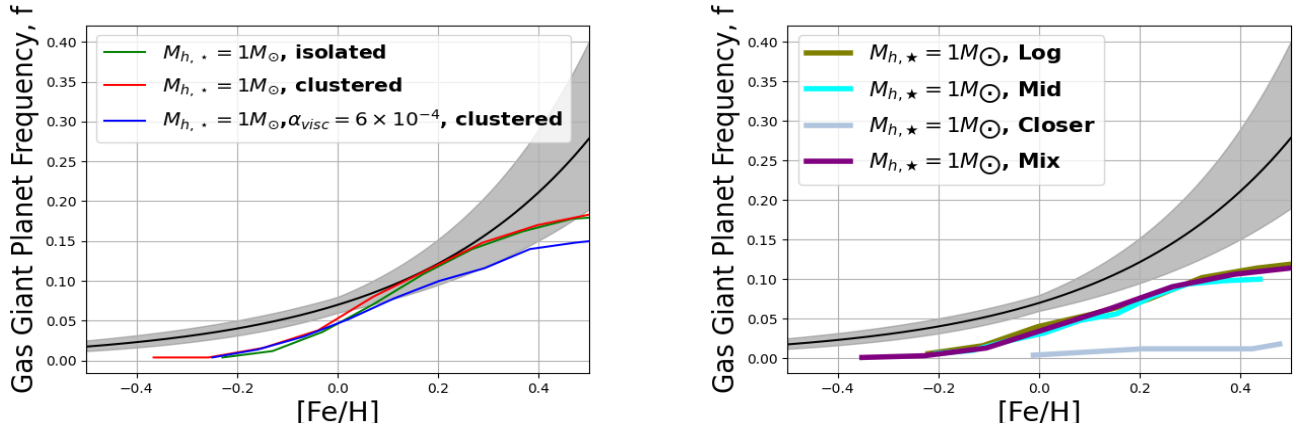 Gas Giant Planet Frequency, f
0.40
0.35
0.30
0.25
0.20
0.15
0.10
0.05
0.00
M_{h,⋆} = 1M_⊙, isolated
M_{h,⋆} = 1M_⊙, clustered
M_{h,⋆} = 1M_⊙,α_{visc} = 6 × 10^{−4}, clustered
−0.4
−0.2
0.0
0.2
0.4
[Fe/H]
Gas Giant Planet Frequency, f
0.40
0.35
0.30
0.25
0.20
0.15
0.10
0.05
0.00
M_{h,★} = 1M_⊙, Log
M_{h,★} = 1M_⊙, Mid
M_{h,★} = 1M_⊙, Closer
M_{h,★} = 1M_⊙, Mix
−0.4
−0.2
0.0
0.2
0.4
[Fe/H]